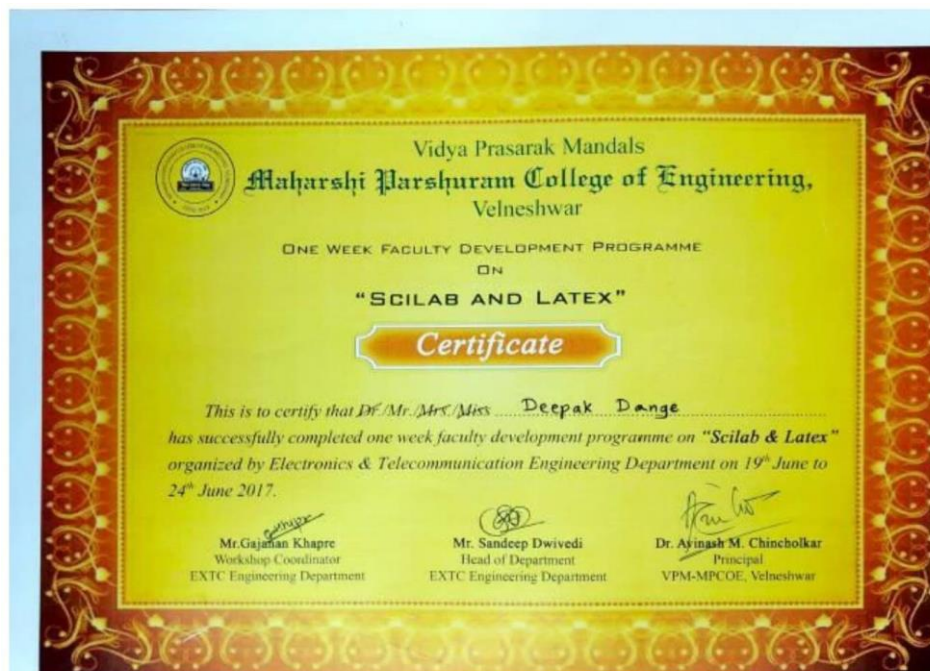 Vidya Prasarak Mandals
Maharshi Parshuram College of Engineering,
Velneshwar
ONE WEEK FACULTY DEVELOPMENT PROGRAMME
ON
"SCILAB AND LATEX"
Certificate
This is to certify that Dr./Mr./Mrs./Miss Deepak Dange
has successfully completed one week faculty development programme on "Scilab & Latex"
organized by Electronics & Telecommunication Engineering Department on 19th June to
24th June 2017.
Mr.Gajanan Khapre Mr. Sandeep Dwivedi Dr. Avinash M. Chincholkar
Workshop Coordinator Head of Department Principal
EXTC Engineering Department EXTC Engineering Department VPM-MPCOE, Velneshwar